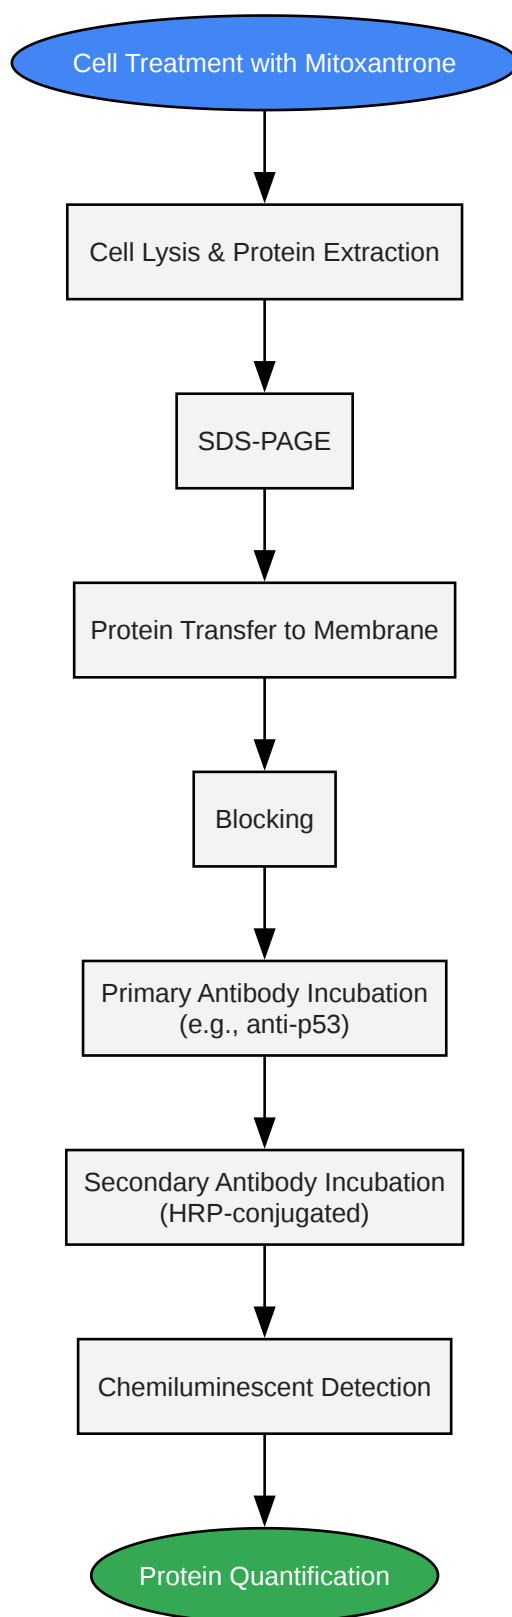 Cell Treatment with Mitoxantrone
Cell Lysis & Protein Extraction
SDS-PAGE
Protein Transfer to Membrane
Blocking
Primary Antibody Incubation
(e.g., anti-p53)
Secondary Antibody Incubation
(HRP-conjugated)
Chemiluminescent Detection
Protein Quantification